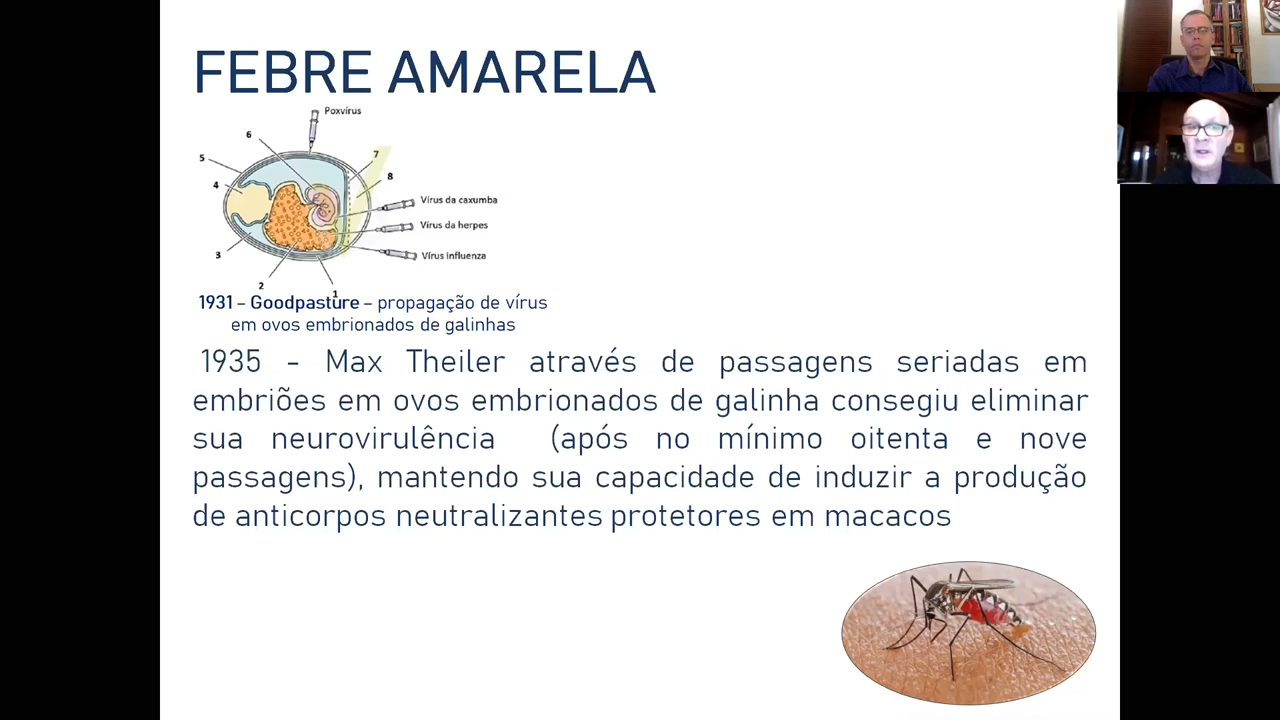 FEBRE AMARELA
Poxvírus
6
5
7
4
8
Vírus da caxumba
Vírus da herpes
3
Vírus influenza
2
1
1931 – Goodpasture – propagação de vírus
em ovos embrionados de galinhas
1935 - Max Theiler através de passagens seriadas em
embriões em ovos embrionados de galinha consegiu eliminar
sua neurovirulência (após no mínimo oitenta e nove
passagens), mantendo sua capacidade de induzir a produção
de anticorpos neutralizantes protetores em macacos